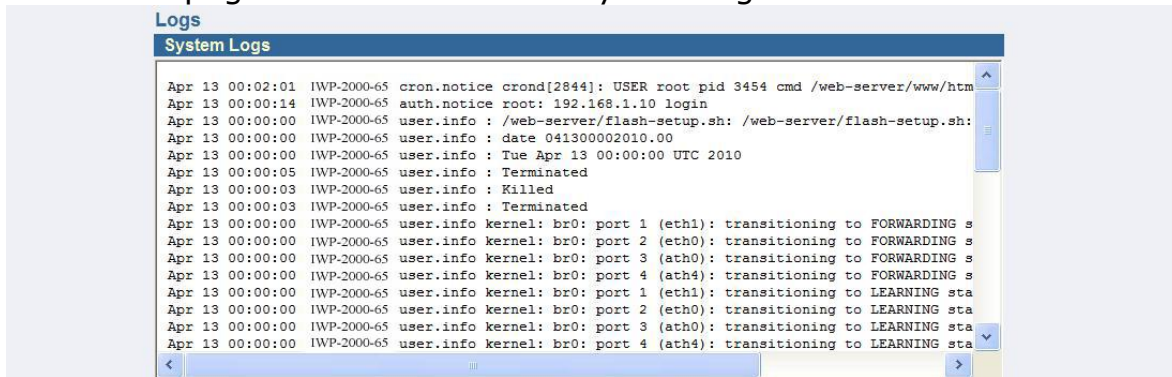 Logs
System Logs
Apr 13 00:02:01 IWP-2000-65 cron.notice crond[2844]: USER root pid 3454 cmd /web-server/www/htm
Apr 13 00:00:14 IWP-2000-65 auth.notice root: 192.168.1.10 login
Apr 13 00:00:00 IWP-2000-65 user.info : /web-server/flash-setup.sh: /web-server/flash-setup.sh:
Apr 13 00:00:00 IWP-2000-65 user.info : date 041300002010.00
Apr 13 00:00:00 IWP-2000-65 user.info : Tue Apr 13 00:00:00 UTC 2010
Apr 13 00:00:05 IWP-2000-65 user.info : Terminated
Apr 13 00:00:03 IWP-2000-65 user.info : Killed
Apr 13 00:00:03 IWP-2000-65 user.info : Terminated
Apr 13 00:00:00 IWP-2000-65 user.info kernel: br0: port 1 (eth1): transitioning to FORWARDING s
Apr 13 00:00:00 IWP-2000-65 user.info kernel: br0: port 2 (eth0): transitioning to FORWARDING s
Apr 13 00:00:00 IWP-2000-65 user.info kernel: br0: port 3 (ath0): transitioning to FORWARDING s
Apr 13 00:00:00 IWP-2000-65 user.info kernel: br0: port 4 (ath4): transitioning to FORWARDING s
Apr 13 00:00:00 IWP-2000-65 user.info kernel: br0: port 1 (eth1): transitioning to LEARNING sta
Apr 13 00:00:00 IWP-2000-65 user.info kernel: br0: port 2 (eth0): transitioning to LEARNING sta
Apr 13 00:00:00 IWP-2000-65 user.info kernel: br0: port 3 (ath0): transitioning to LEARNING sta
Apr 13 00:00:00 IWP-2000-65 user.info kernel: br0: port 4 (ath4): transitioning to LEARNING sta